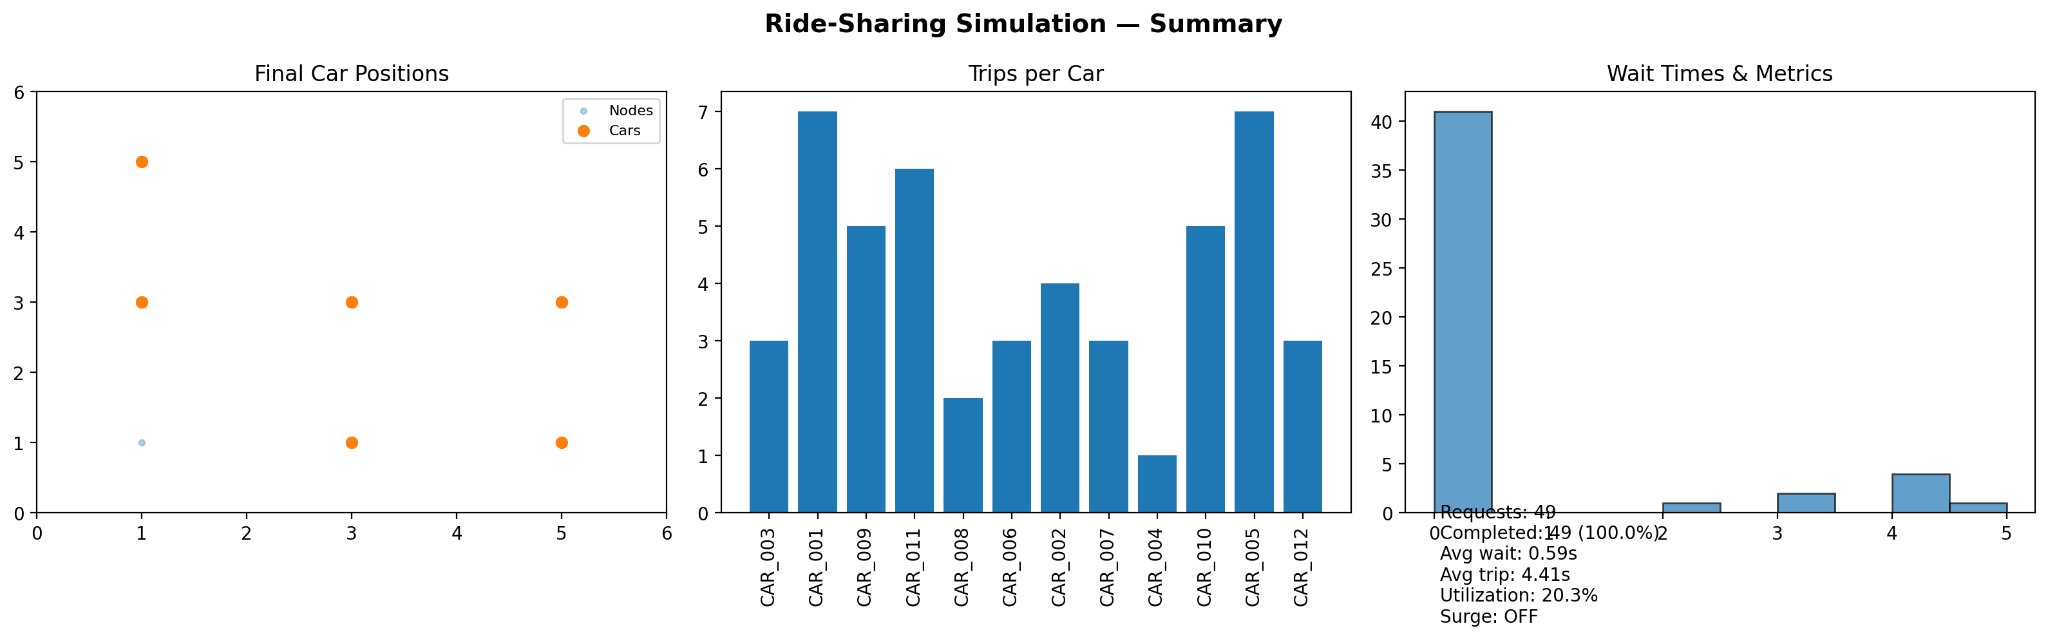 Ride-Sharing Simulation — Summary
Final Car Positions
6
5
4
3
2
1
0
0 1 2 3 4 5 6
Nodes
Cars
Trips per Car
7
6
5
4
3
2
1
0
CAR_003 CAR_001 CAR_009 CAR_011 CAR_008 CAR_006 CAR_002 CAR_007 CAR_004 CAR_010 CAR_005 CAR_012
Wait Times & Metrics
40
35
30
25
20
15
10
5
0
0 1 2 3 4 5
Requests: 49
Completed: 49 (100.0%)
Avg wait: 0.59s
Avg trip: 4.41s
Utilization: 20.3%
Surge: OFF